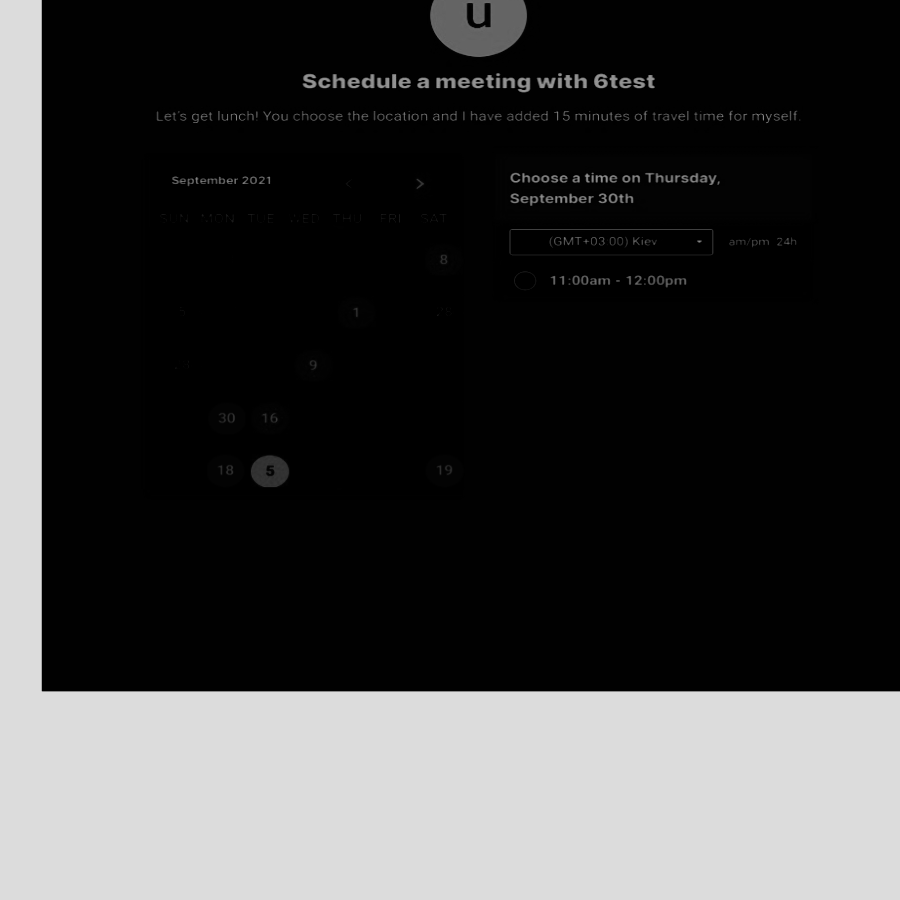 u
Schedule a meeting with 6test
Let's get lunch! You choose the location and I have added 15 minutes of travel time for myself.
September 2021
SUN MON TUE WED THU FRI SAT
8
1
9
30 16
18 5 19
Choose a time on Thursday,
September 30th
(GMT+03:00) Kiev am/pm 24h
11:00am - 12:00pm